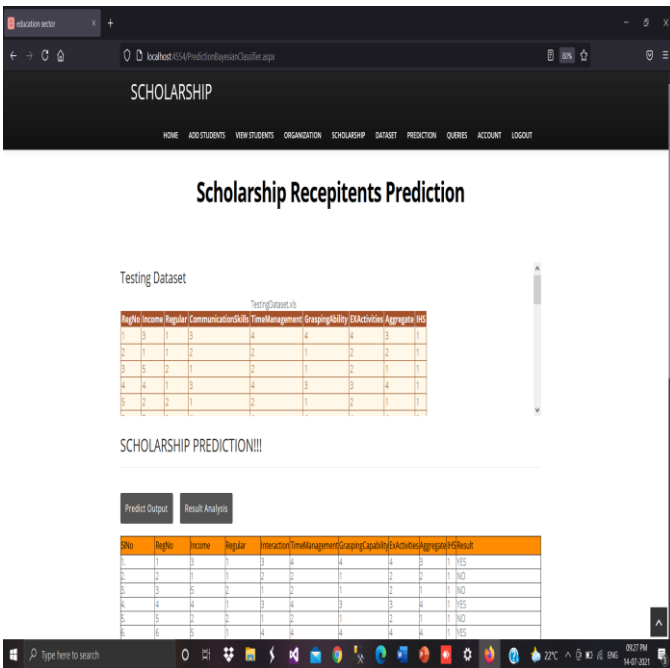 education sector
localhost:4554/PredictionBayesianClassifier.aspx 80%
SCHOLARSHIP
HOME ADD STUDENTS VIEW STUDENTS ORGANIZATION SCHOLARSHIP DATASET PREDICTION QUERIES ACCOUNT LOGOUT
Scholarship Recepitents Prediction
Testing Dataset
TestingDataset.xls
RegNo Income Regular CommunicationSkills TimeManagement GraspingAbility EXActivities Aggregate IHS
1 3 1 3 4 4 4 3 1
2 1 1 2 2 1 2 2 1
3 5 2 1 2 1 2 1 1
4 4 1 3 4 3 3 4 1
5 2 2 1 2 1 2 1 1
SCHOLARSHIP PREDICTION!!!
Predict Output Result Analysis
SlNo RegNo Income Regular Interaction TimeManagement GraspingCapability ExActivities Aggregate IHS Result
1. 1 3 1 3 4 4 4 3 1 YES
2. 2 1 1 2 2 1 2 2 1 NO
3. 3 5 2 1 2 1 2 1 1 NO
4. 4 4 1 3 4 3 3 4 1 YES
5. 5 2 2 1 2 1 2 1 1 NO
6. 6 5 1 4 4 4 4 4 1 YES
Type here to search 22°C ENG 09:27 PM
14-07-2021